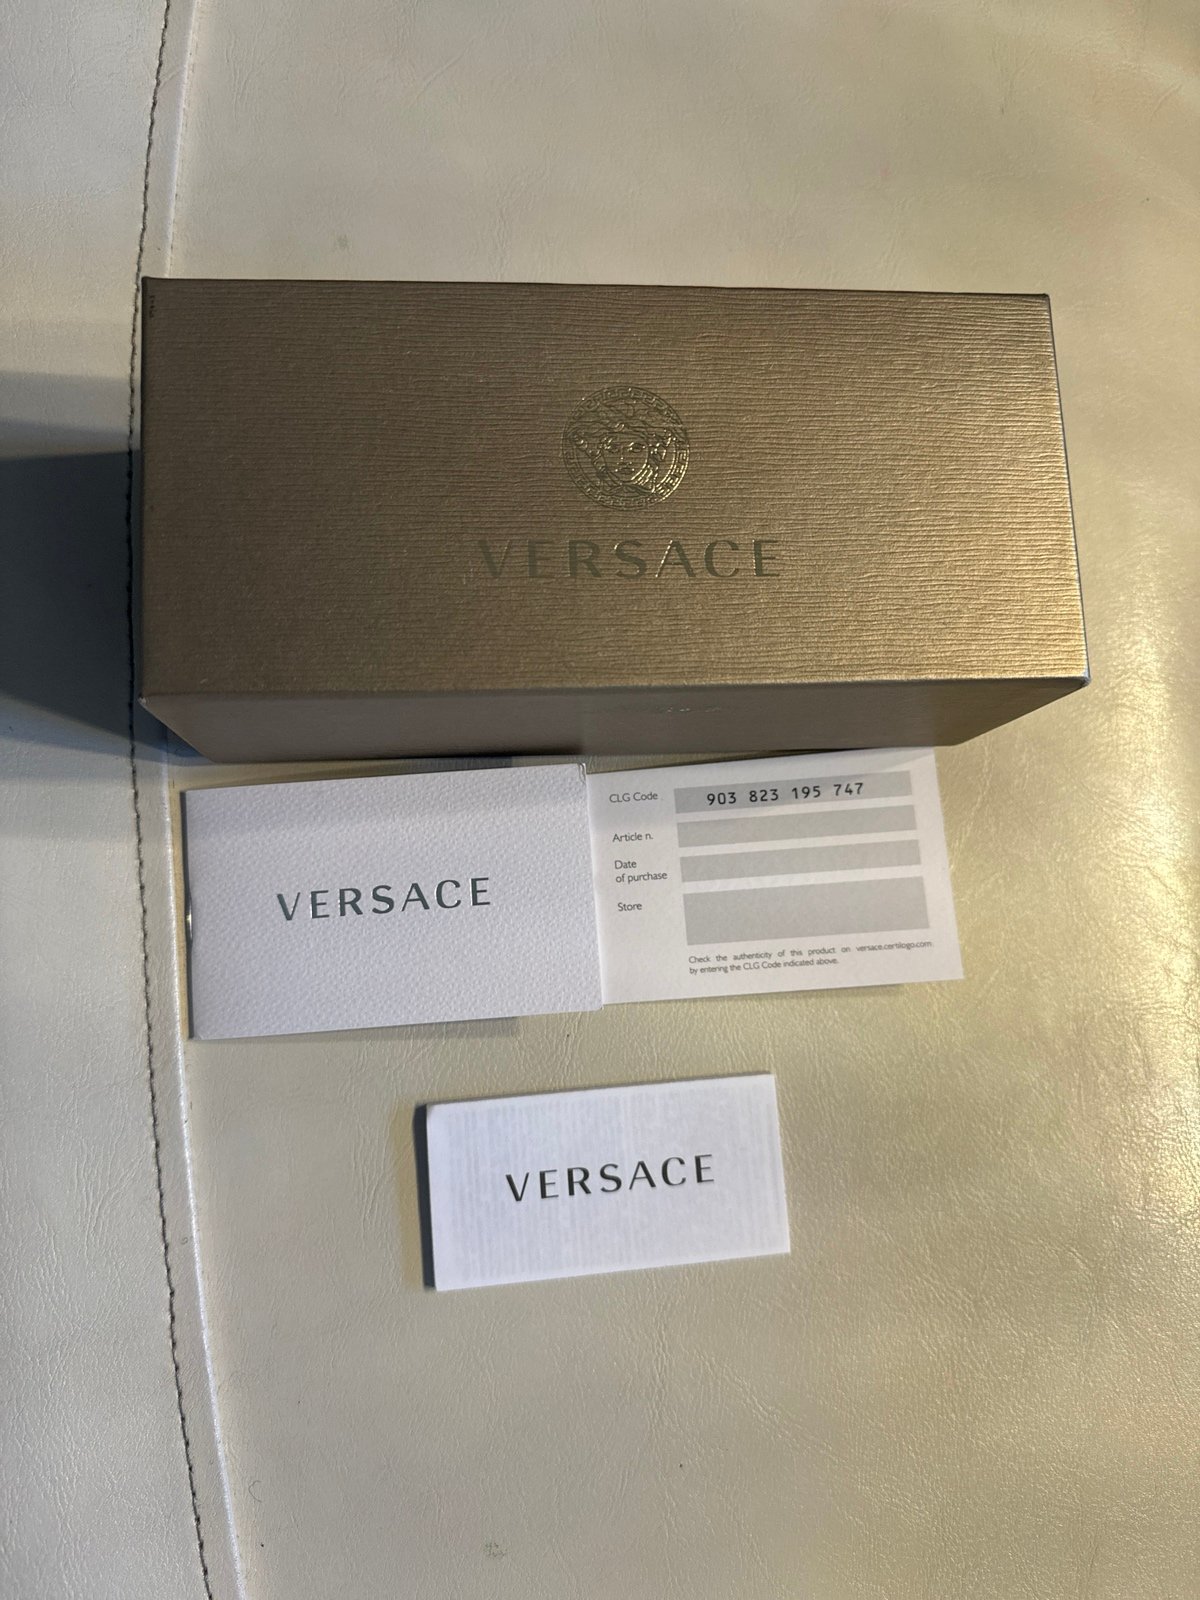 VERSACE
VERSACE
CLG Code 903 823 195 747
Article n.
Date
of purchase
Store
Check the authenticity of this product on versace.certilogo.com
by entering the CLG Code indicated above.
VERSACE